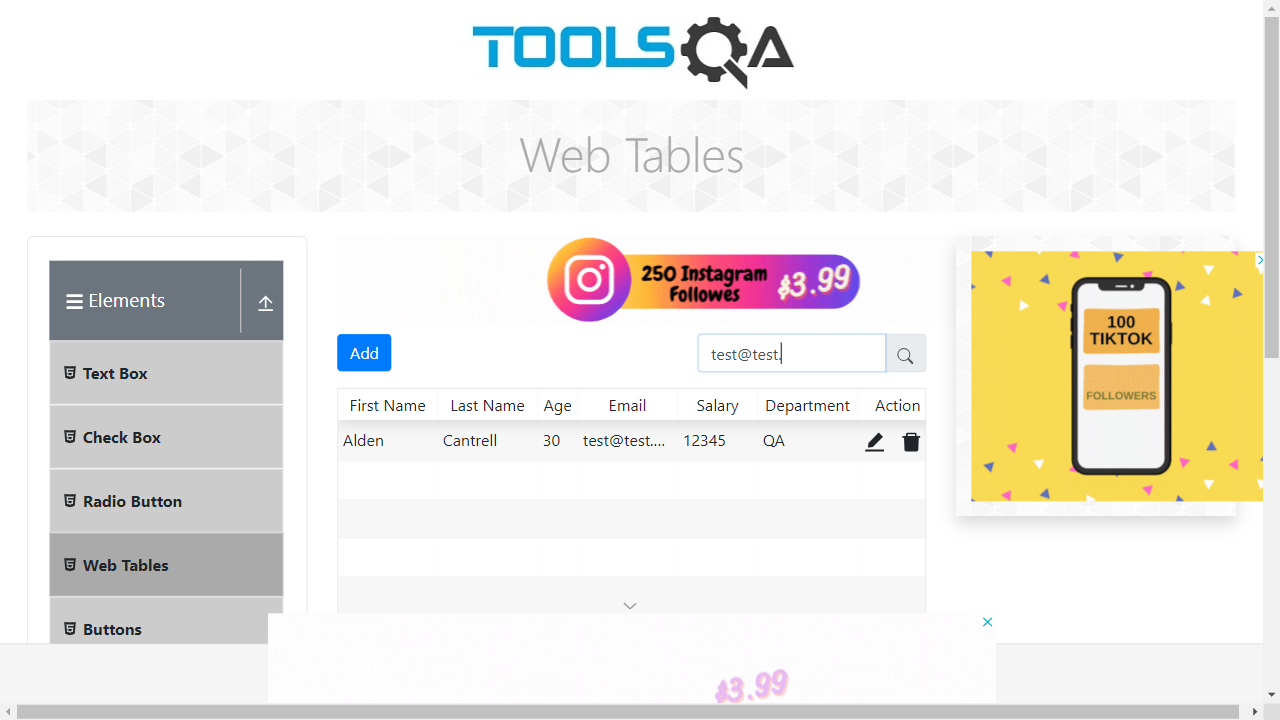 TOOLSQA
Web Tables
Elements
Text Box
Check Box
Radio Button
Web Tables
Buttons
250 Instagram
Followes
$3.99
Add
test@test.
First Name Last Name Age Email Salary Department Action
Alden Cantrell 30 test@test.... 12345 QA
100
TIKTOK
FOLLOWERS
$3.99